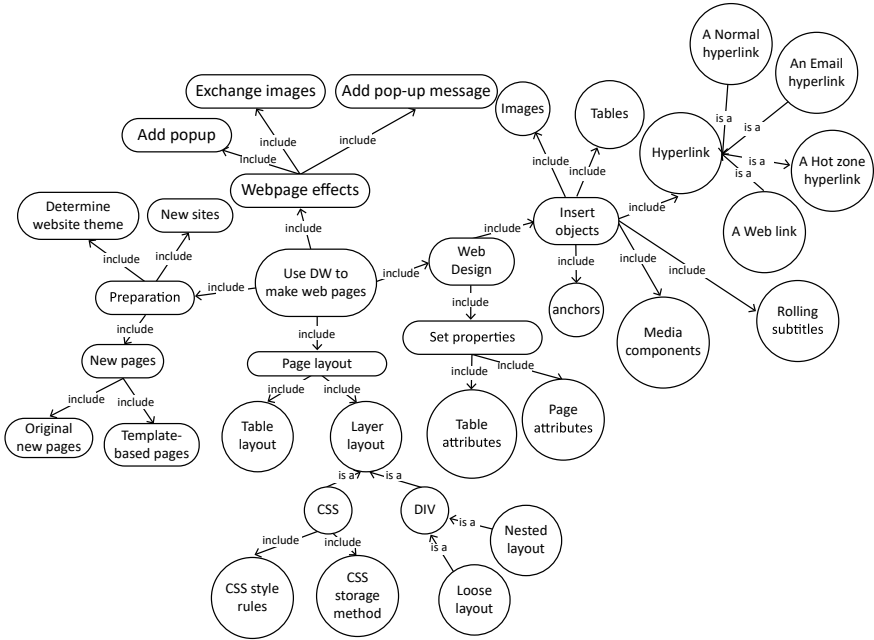 A Normal
hyperlink
An Email
hyperlink
Exchange images
Add pop-up message
Images
Tables
is a
Add popup
include
include
include
is a
Hyperlink
is a
A Hot zone
hyperlink
include
include
is a
Webpage effects
Determine
website theme
New sites
include
Insert
objects
include
A Web link
include
include
Web
Design
include
include
Use DW to
make web pages
include
include
include
include
Preparation
include
include
anchors
Rolling
subtitles
include
include
Set properties
Media
components
New pages
Page layout
include
include
include
include
include
include
Table
layout
Layer
layout
Table
attributes
Page
attributes
Original
new pages
Template-
based pages
is a
is a
CSS
DIV
is a
Nested
layout
include
include
is a
CSS style
rules
CSS
storage
method
Loose
layout